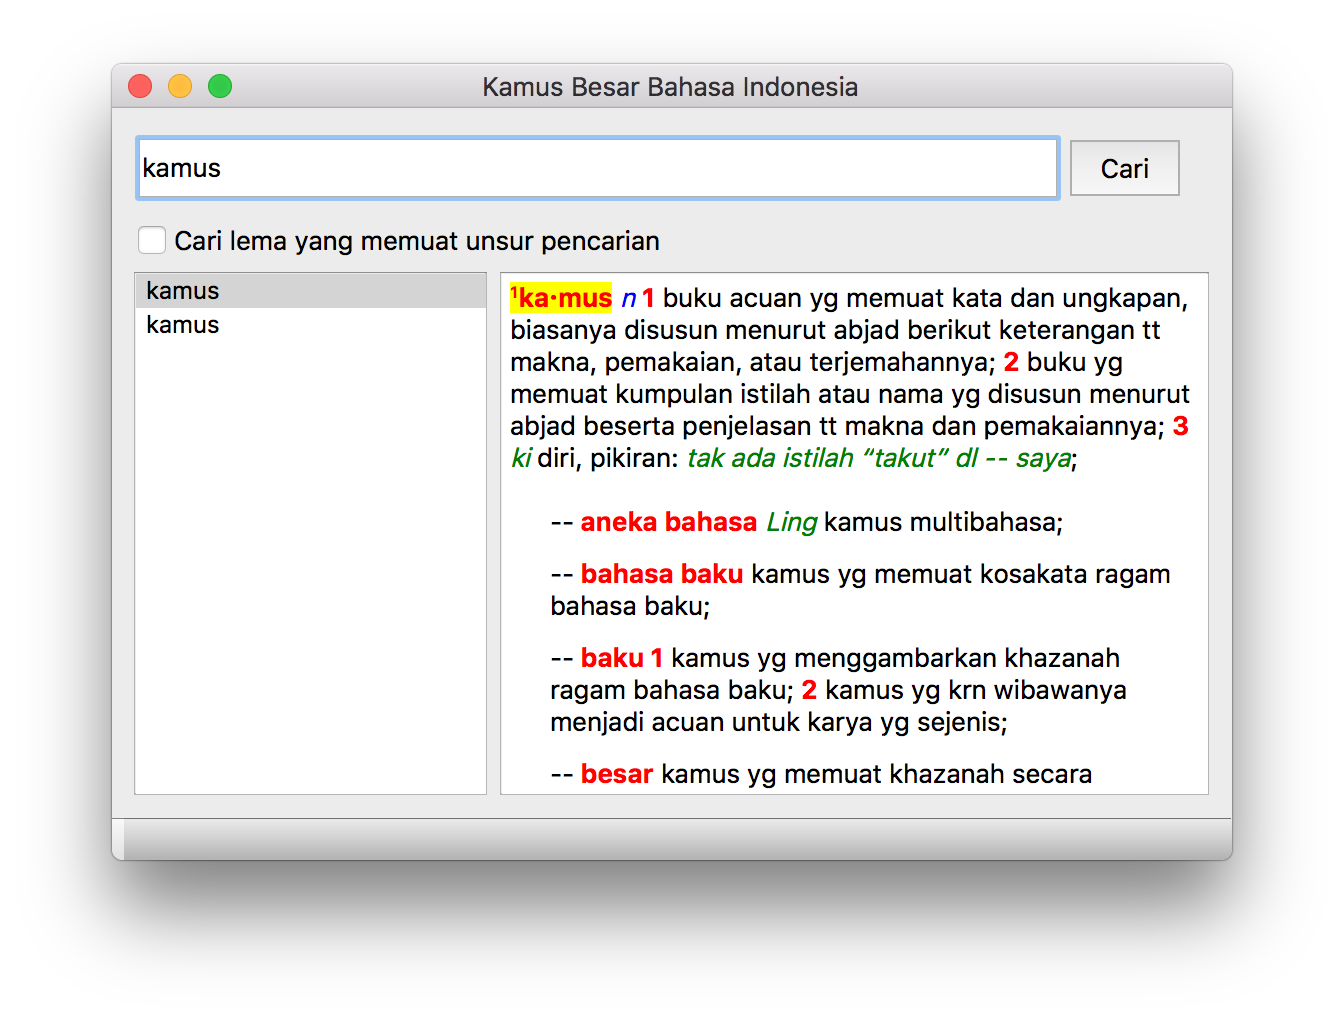 Kamus Besar Bahasa Indonesia
kamus
Cari
Cari lema yang memuat unsur pencarian
kamus
kamus
¹ka·mus n 1 buku acuan yg memuat kata dan ungkapan,
biasanya disusun menurut abjad berikut keterangan tt
makna, pemakaian, atau terjemahannya; 2 buku yg
memuat kumpulan istilah atau nama yg disusun menurut
abjad beserta penjelasan tt makna dan pemakaiannya; 3
ki diri, pikiran: tak ada istilah “takut” dl -- saya;
-- aneka bahasa Ling kamus multibahasa;
-- bahasa baku kamus yg memuat kosakata ragam
bahasa baku;
-- baku 1 kamus yg menggambarkan khazanah
ragam bahasa baku; 2 kamus yg krn wibawanya
menjadi acuan untuk karya yg sejenis;
-- besar kamus yg memuat khazanah secara